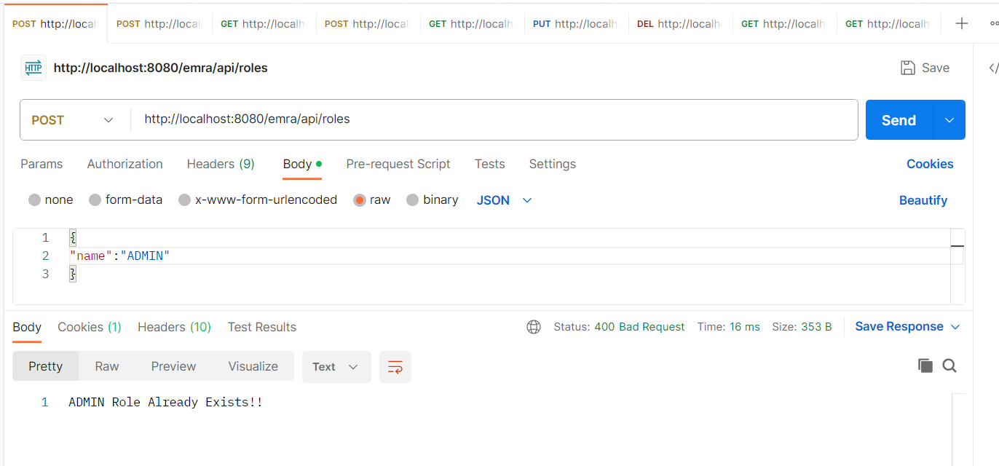 POST http://local POST http://local GET http://localh POST http://local GET http://localh PUT http://localh DEL http://localh GET http://localh GET http://localh
HTTP http://localhost:8080/emra/api/roles Save </
POST http://localhost:8080/emra/api/roles Send
Params Authorization Headers (9) Body Pre-request Script Tests Settings Cookies
none form-data x-www-form-urlencoded raw binary JSON Beautify
1 {
2 "name":"ADMIN"
3 }
Body Cookies (1) Headers (10) Test Results Status: 400 Bad Request Time: 16 ms Size: 353 B Save Response
Pretty Raw Preview Visualize Text
1 ADMIN Role Already Exists!!